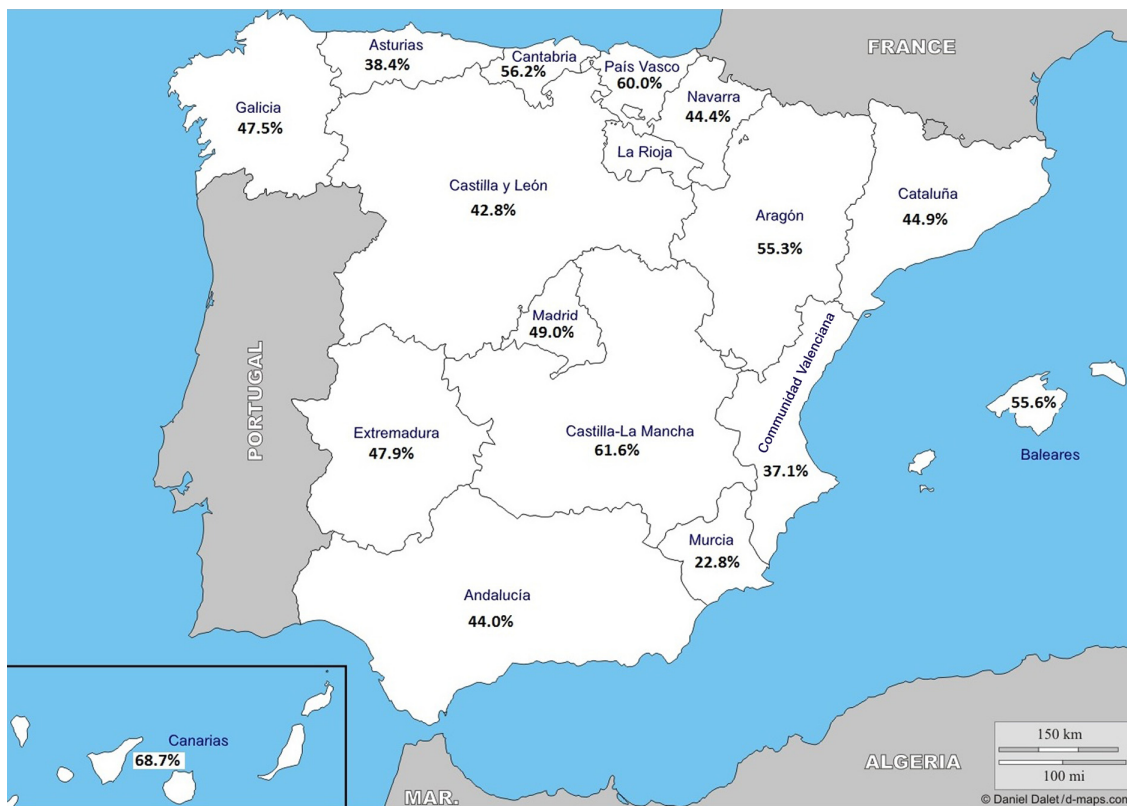 FRANCE
Asturias
38.4%
Cantabria
56.2%
País Vasco
60.0%
Navarra
44.4%
Galicia
47.5%
La Rioja
Castilla y León
42.8%
Aragón
55.3%
Cataluña
44.9%
Madrid
49.0%
PORTUGAL
Communidad Valenciana
37.1%
Extremadura
47.9%
Castilla-La Mancha
61.6%
55.6%
Baleares
Murcia
22.8%
Andalucía
44.0%
Canarias
68.7%
MAR.
ALGERIA
150 km
100 mi
© Daniel Dalet /d-maps.com